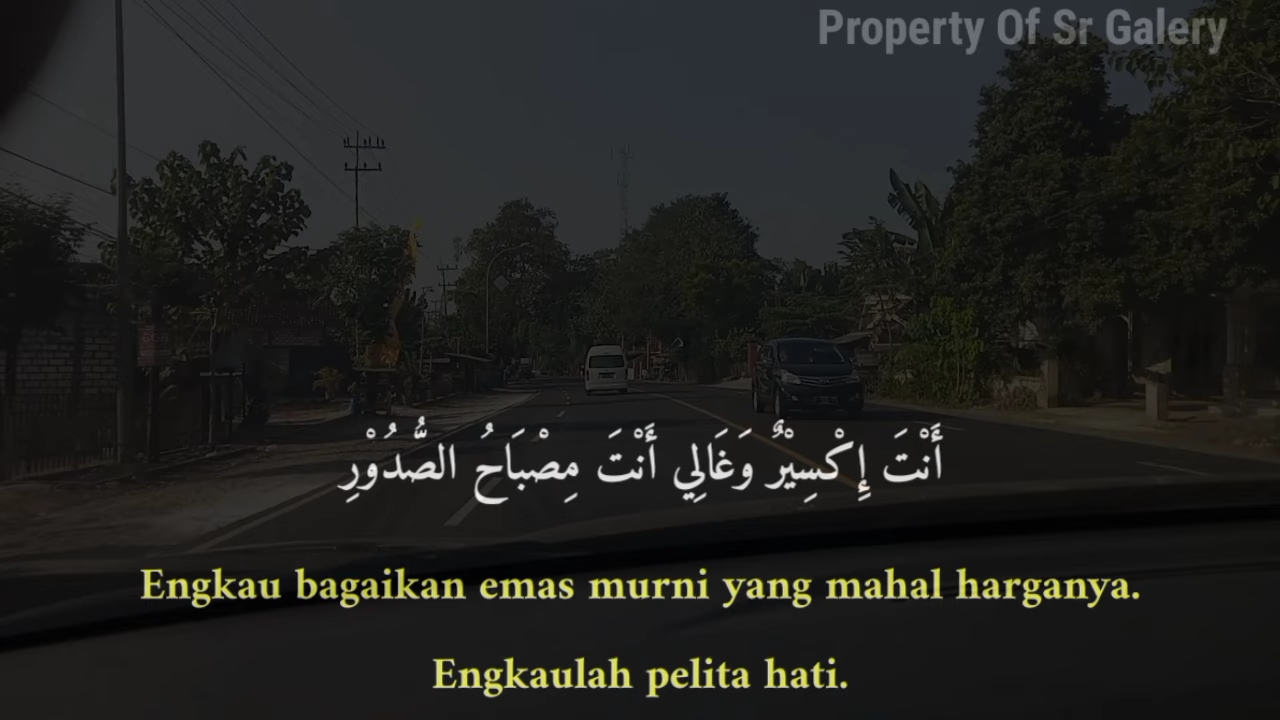 Property Of Sr Galery
أَنْتَ إِكْسِيْرٌ وَغَالِي أَنْتَ مِصْبَاحُ الصُّدُوْرِ
Engkau bagaikan emas murni yang mahal harganya.
Engkaulah pelita hati.